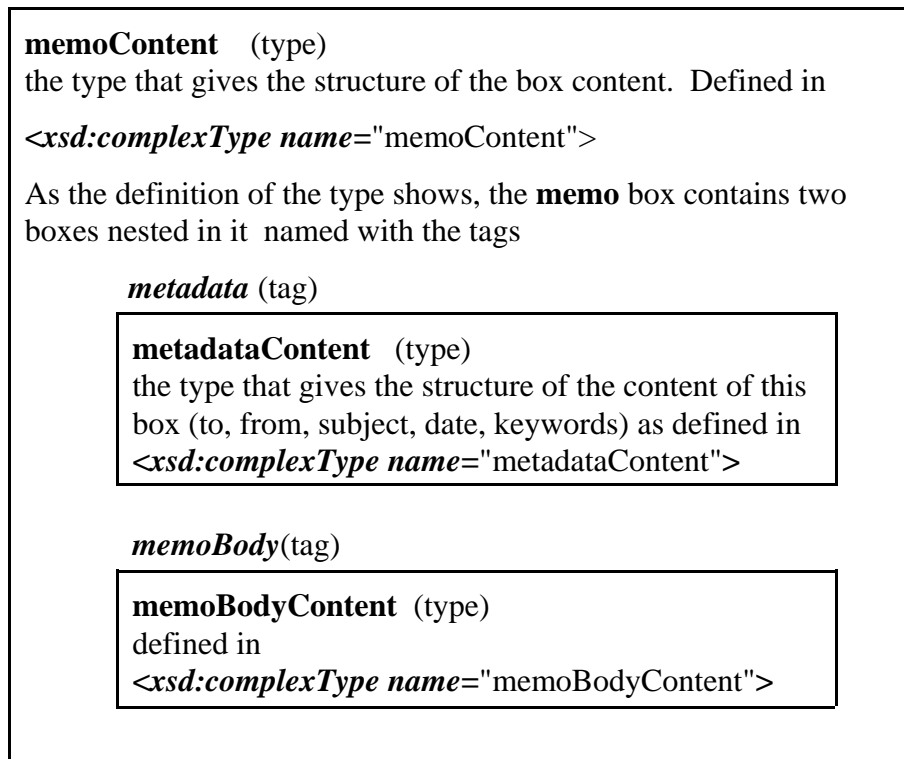 memoContent (type)
the type that gives the structure of the box content. Defined in
<xsd:complexType name="memoContent">
As the definition of the type shows, the memo box contains two
boxes nested in it named with the tags
metadata (tag)
metadataContent (type)
the type that gives the structure of the content of this
box (to, from, subject, date, keywords) as defined in
<xsd:complexType name="metadataContent">
memoBody(tag)
memoBodyContent (type)
defined in
<xsd:complexType name="memoBodyContent">